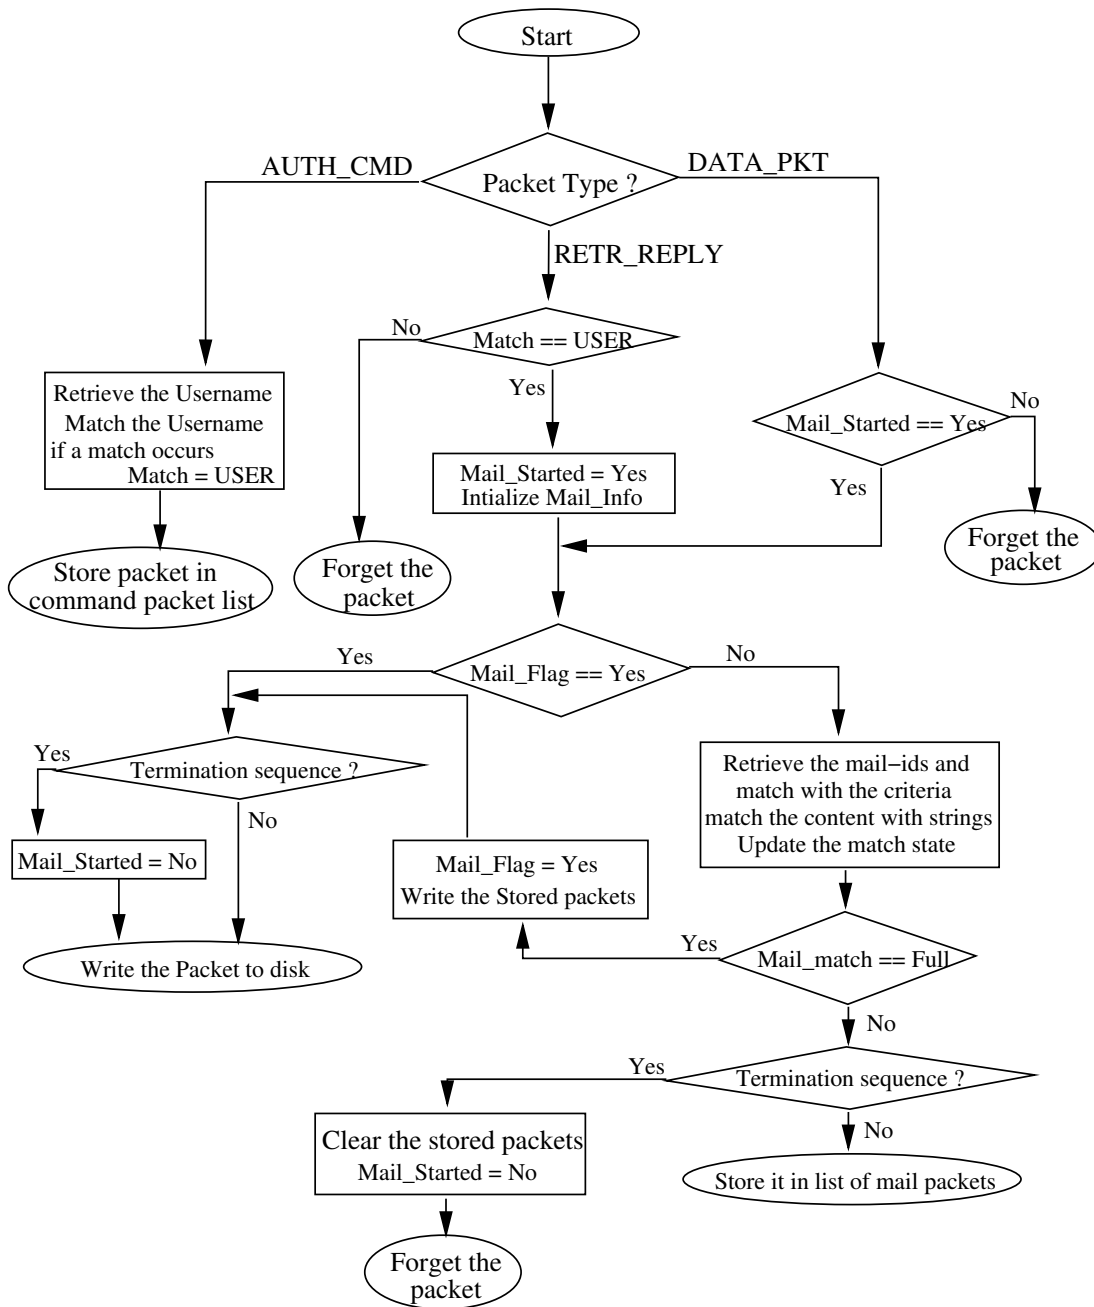 Start
AUTH_CMD
DATA_PKT
Packet Type ?
RETR_REPLY
No
Match == USER
Yes
Retrieve the Username
Match the Username
if a match occurs
Match = USER
No
Mail_Started == Yes
Yes
Mail_Started = Yes
Intialize Mail_Info
Store packet in
command packet list
Forget the
packet
Forget the
packet
Yes
Mail_Flag == Yes
No
Yes
Termination sequence ?
No
Retrieve the mail-ids and
match with the criteria
match the content with strings
Update the match state
Mail_Started = No
Mail_Flag = Yes
Write the Stored packets
Yes
Mail_match == Full
Write the Packet to disk
No
Yes
Termination sequence ?
No
Clear the stored packets
Mail_Started = No
Store it in list of mail packets
Forget the
packet